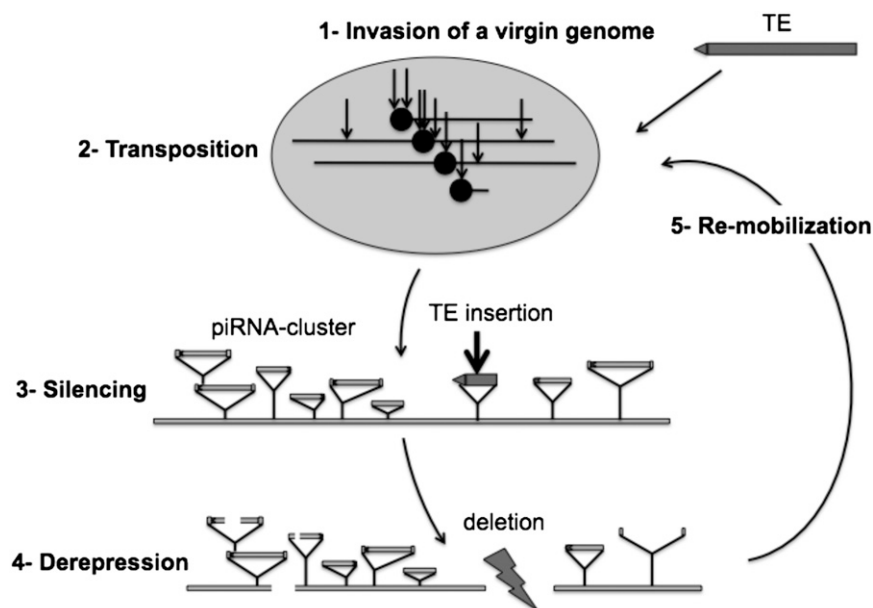 1- Invasion of a virgin genome
TE
2- Transposition
5- Re-mobilization
piRNA-cluster
TE insertion
3- Silencing
deletion
4- Derepression